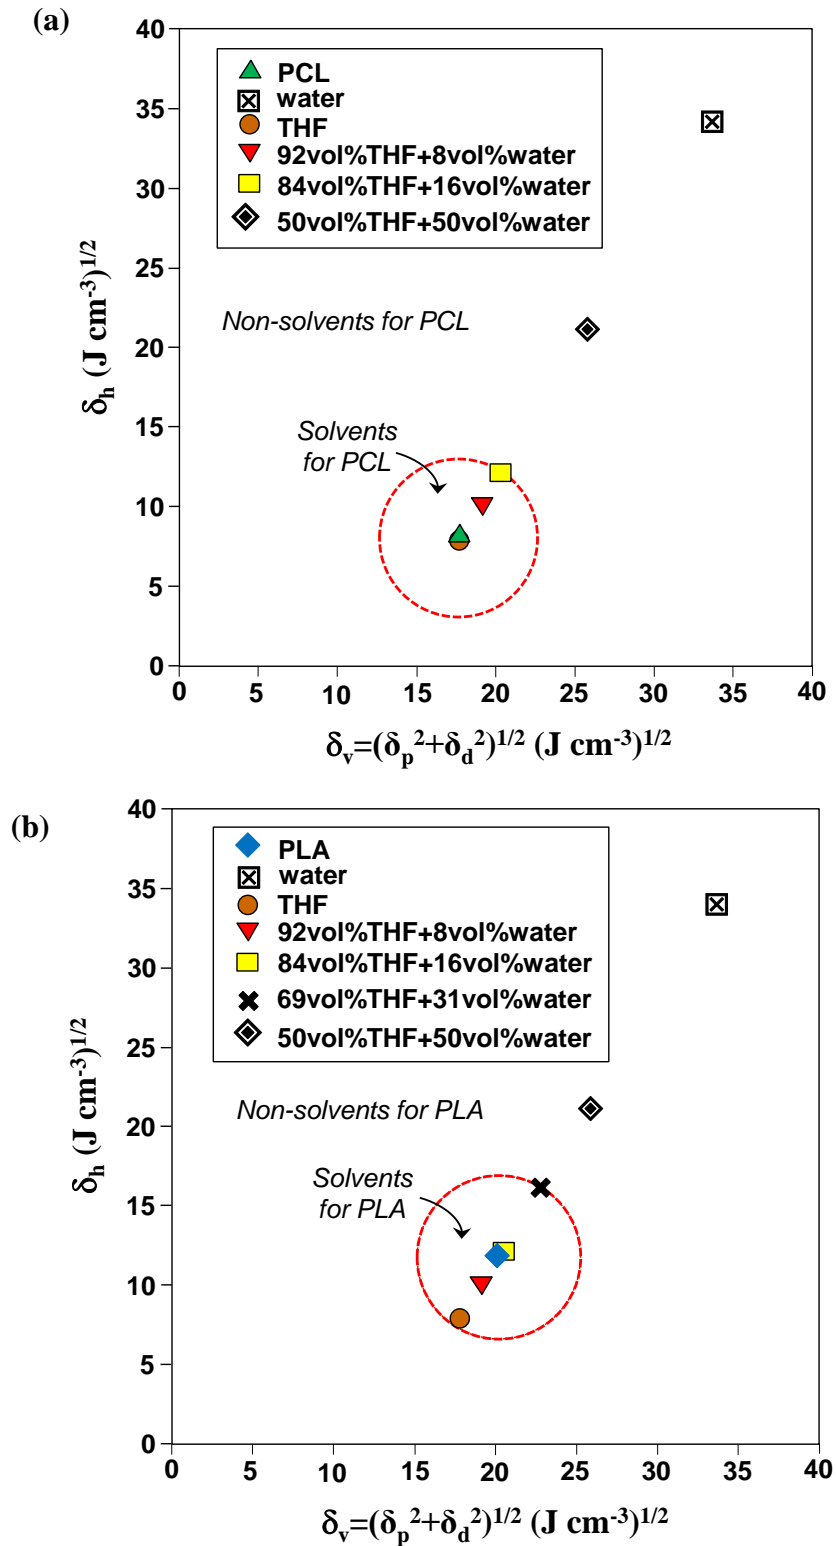 (a)
40
35
30
25
20
15
10
5
0
PCL
water
THF
92vol%THF+8vol%water
84vol%THF+16vol%water
50vol%THF+50vol%water
Non-solvents for PCL
Solvents
for PCL
δh (J cm-3)1/2
0 5 10 15 20 25 30 35 40
δv=(δp2+δd2)1/2 (J cm-3)1/2
(b)
40
35
30
25
20
15
10
5
0
PLA
water
THF
92vol%THF+8vol%water
84vol%THF+16vol%water
69vol%THF+31vol%water
50vol%THF+50vol%water
Non-solvents for PLA
Solvents
for PLA
δh (J cm-3)1/2
0 5 10 15 20 25 30 35 40
δv=(δp2+δd2)1/2 (J cm-3)1/2